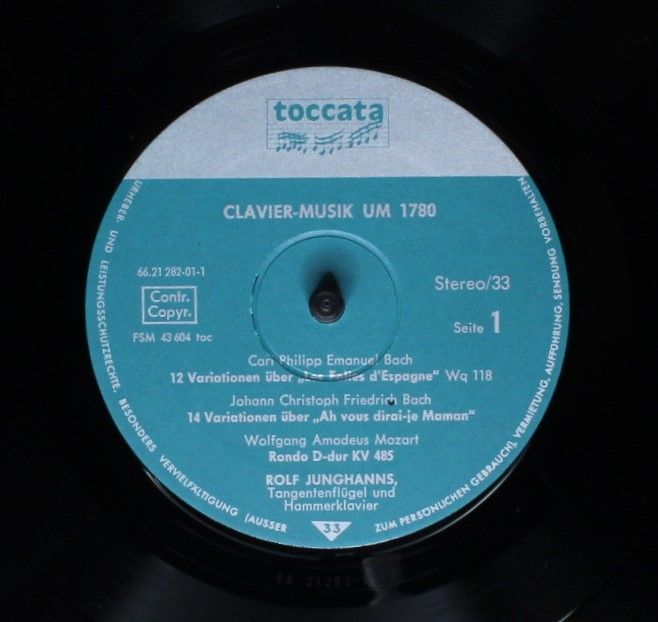 toccata
CLAVIER-MUSIK UM 1780
66.21 282-01-1
Contr.
Copyr.
FSM 43 604 toc
Stereo/33
Seite 1
Carl Philipp Emanuel Bach
12 Variationen über „Les Folies d'Espagne" Wq 118
Johann Christoph Friedrich Bach
14 Variationen über „Ah vous dirai-je Maman"
Wolfgang Amadeus Mozart
Rondo D-dur KV 485
ROLF JUNGHANNS,
Tangentenflügel und
Hammerklavier
33
URHEBER- UND LEISTUNGSSCHUTZRECHTE, BESONDERS VERVIELFÄLTIGUNG (AUSSER ZUM PERSÖNLICHEN GEBRAUCH), VERMIETUNG, AUFFÜHRUNG, SENDUNG VORBEHALTEN